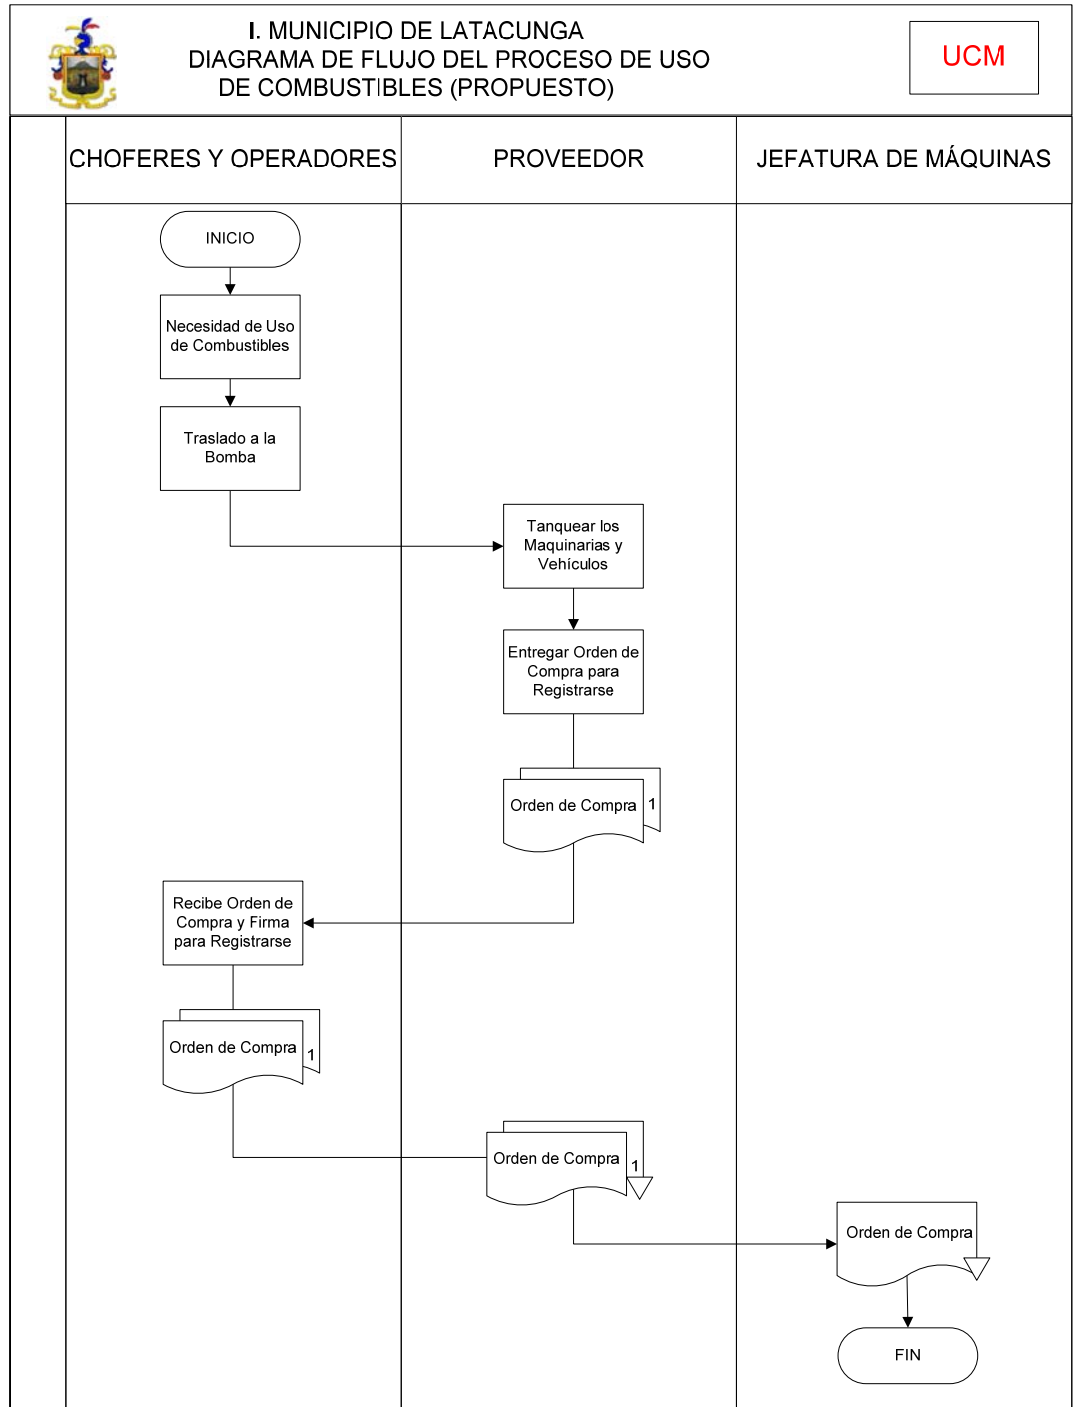 I. MUNICIPIO DE LATACUNGA
DIAGRAMA DE FLUJO DEL PROCESO DE USO
DE COMBUSTIBLES (PROPUESTO)
UCM
CHOFERES Y OPERADORES
PROVEEDOR
JEFATURA DE MÁQUINAS
INICIO
Necesidad de Uso
de Combustibles
Traslado a la
Bomba
Tanquear los
Maquinarias y
Vehículos
Entregar Orden de
Compra para
Registrarse
Orden de Compra
1
Recibe Orden de
Compra y Firma
para Registrarse
Orden de Compra
1
Orden de Compra
1
Orden de Compra
FIN